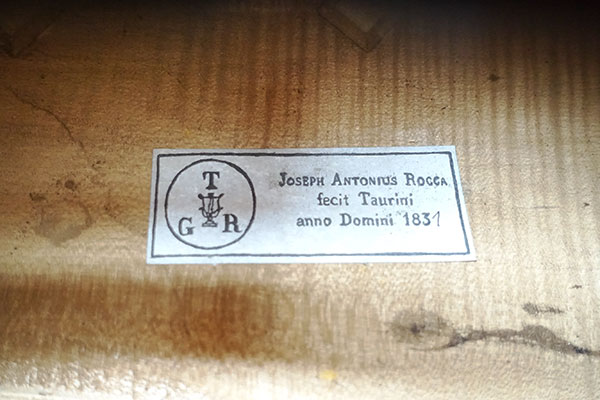 T
G R
JOSEPH ANTONIUS ROCCA
fecit Taurini
anno Domini 1831